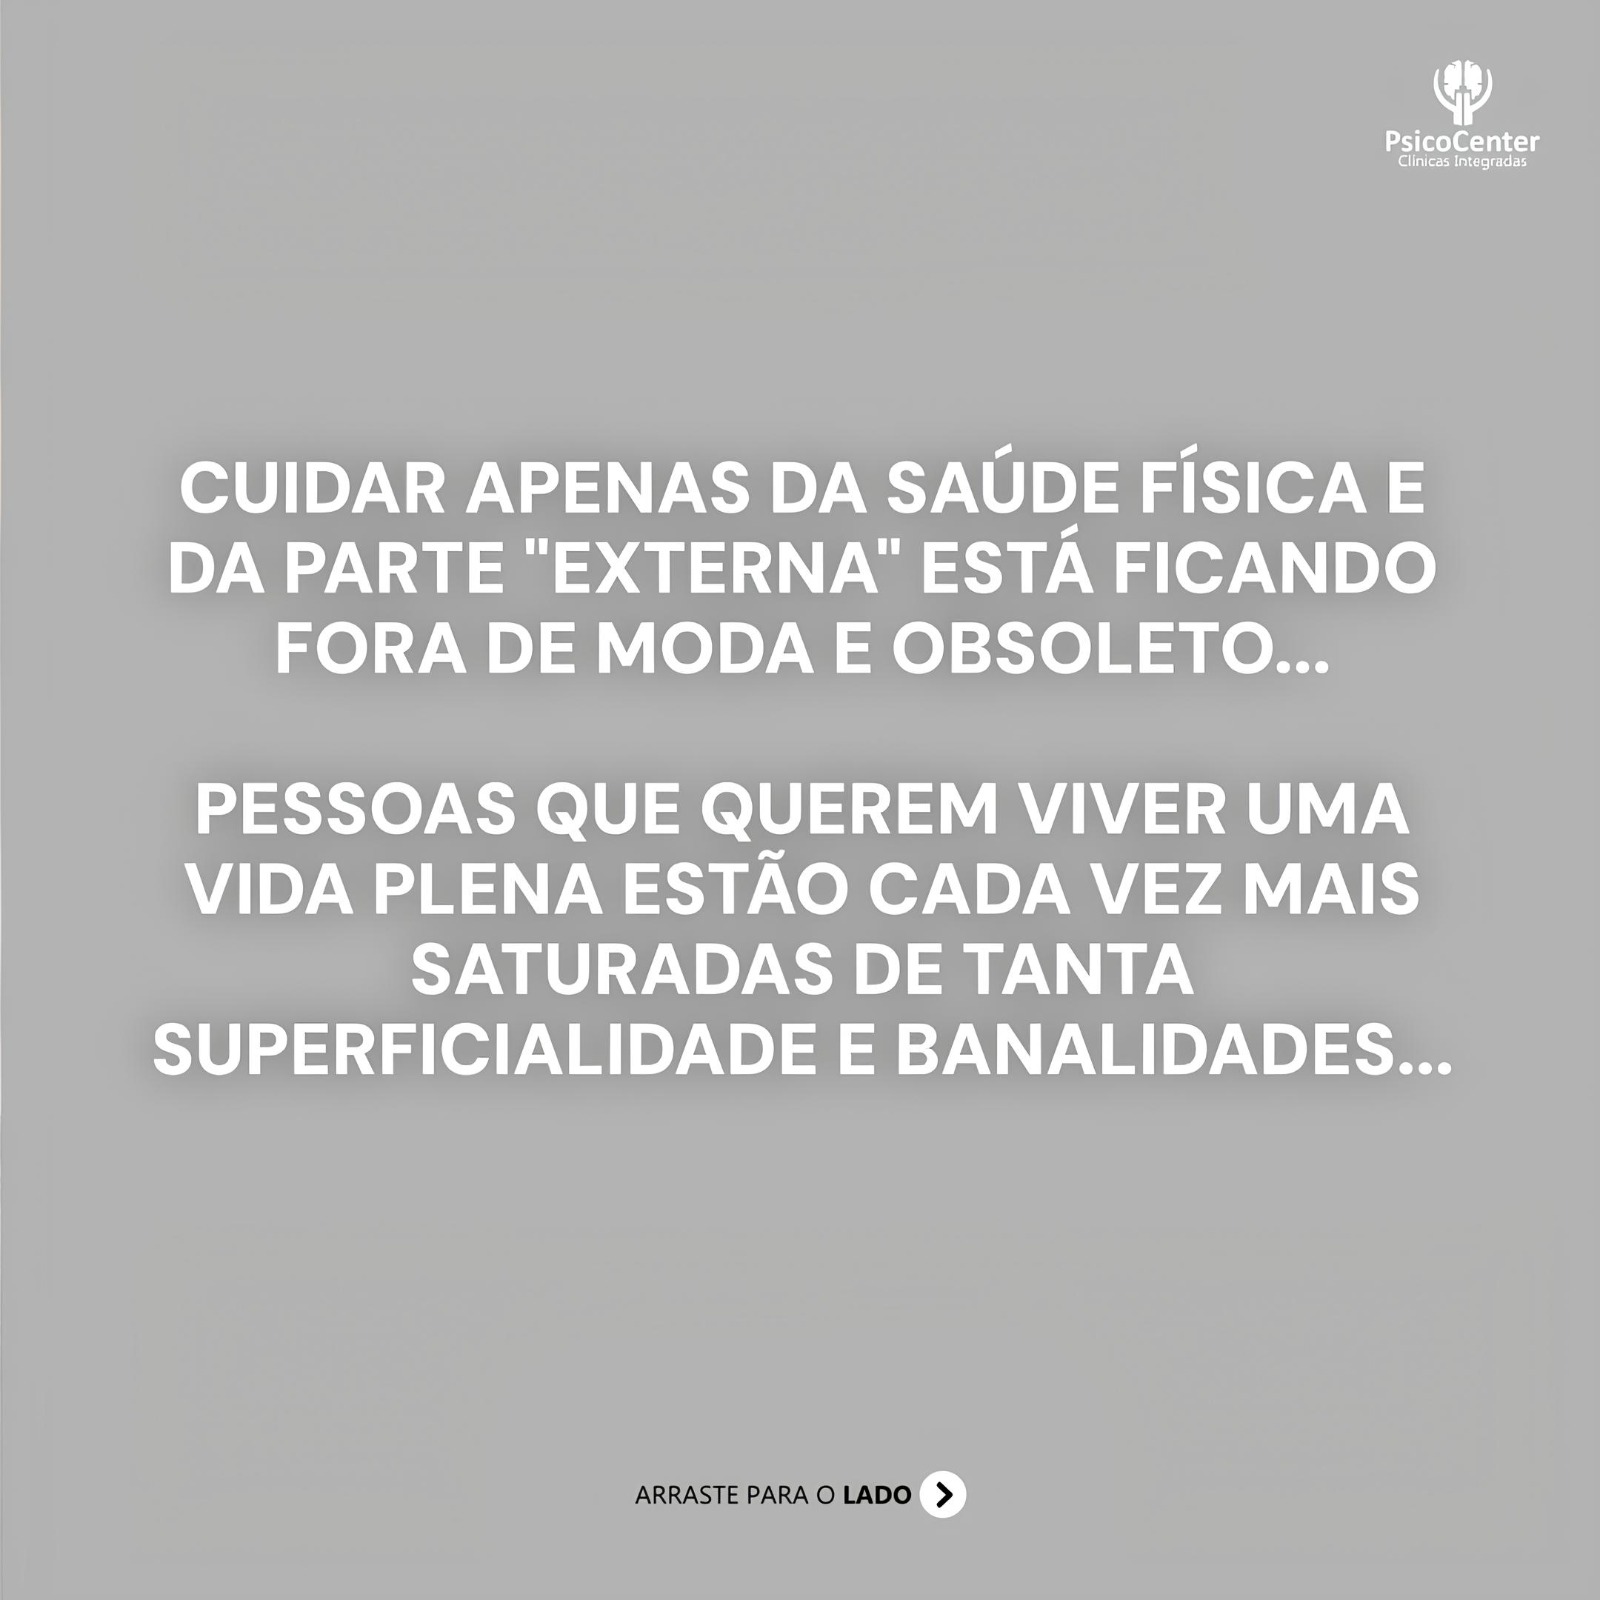 PsicoCenter
Clínicas Integradas
CUIDAR APENAS DA SAÚDE FÍSICA E
DA PARTE "EXTERNA" ESTÁ FICANDO
FORA DE MODA E OBSOLETO...
PESSOAS QUE QUEREM VIVER UMA
VIDA PLENA ESTÃO CADA VEZ MAIS
SATURADAS DE TANTA
SUPERFICIALIDADE E BANALIDADES...
ARRASTE PARA O LADO